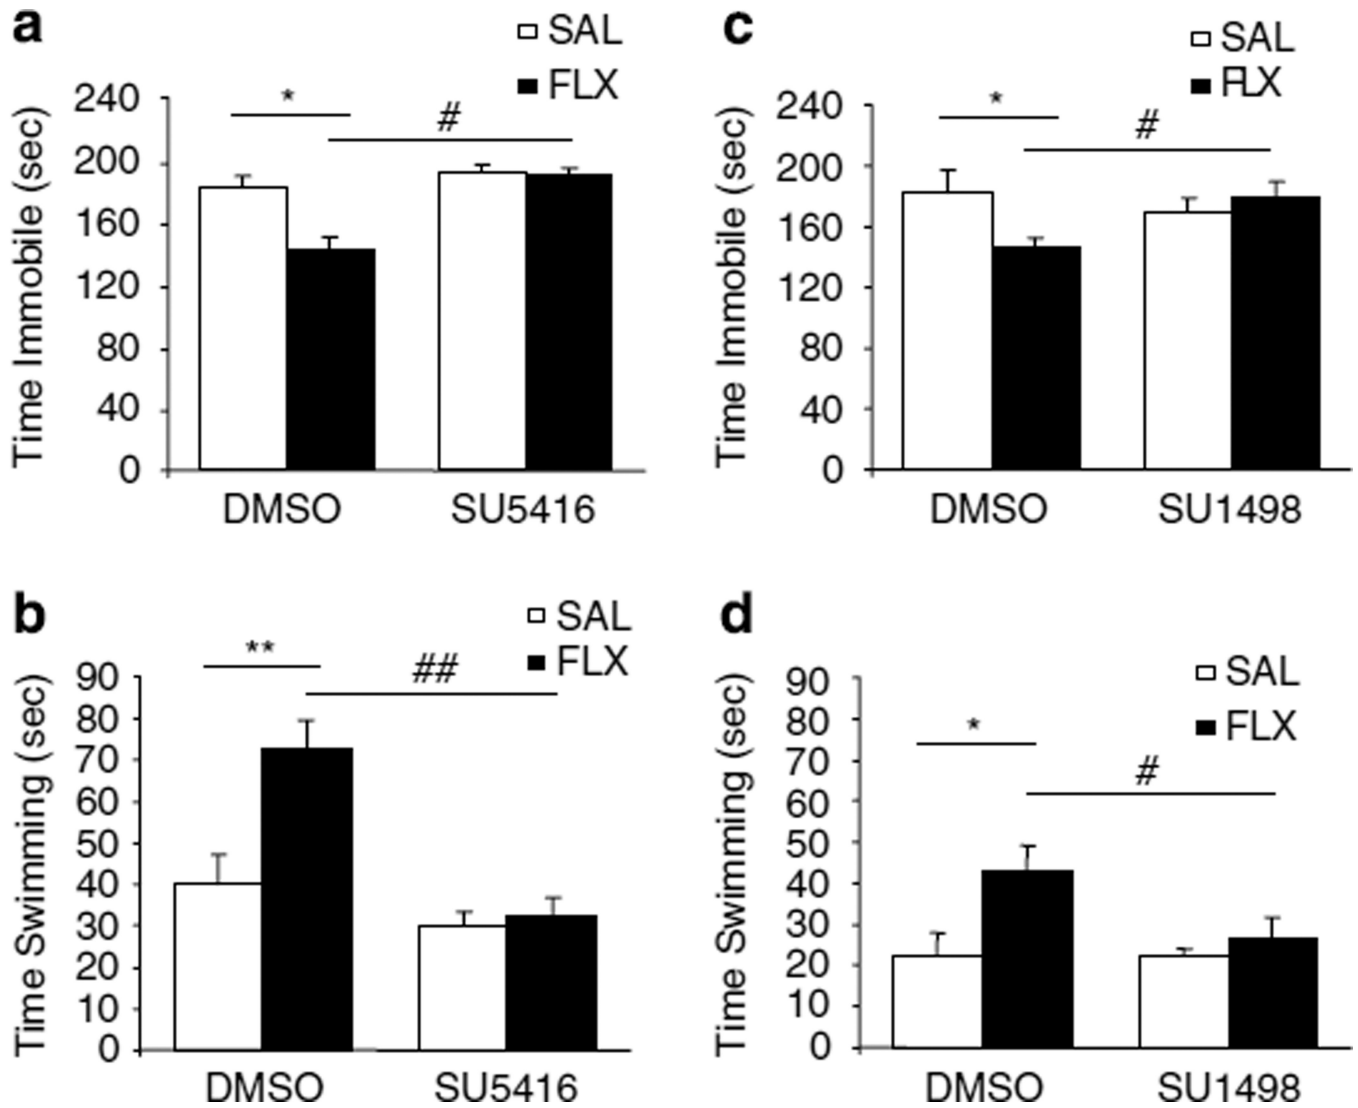 a
SAL
FLX
*
#
Time Immobile (sec)
240
200
160
120
80
40
0
DMSO SU5416
c
SAL
FLX
*
#
Time Immobile (sec)
240
200
160
120
80
40
0
DMSO SU1498
b
SAL
FLX
**
##
Time Swimming (sec)
90
80
70
60
50
40
30
20
10
0
DMSO SU5416
d
SAL
FLX
*
#
Time Swimming (sec)
90
80
70
60
50
40
30
20
10
0
DMSO SU1498